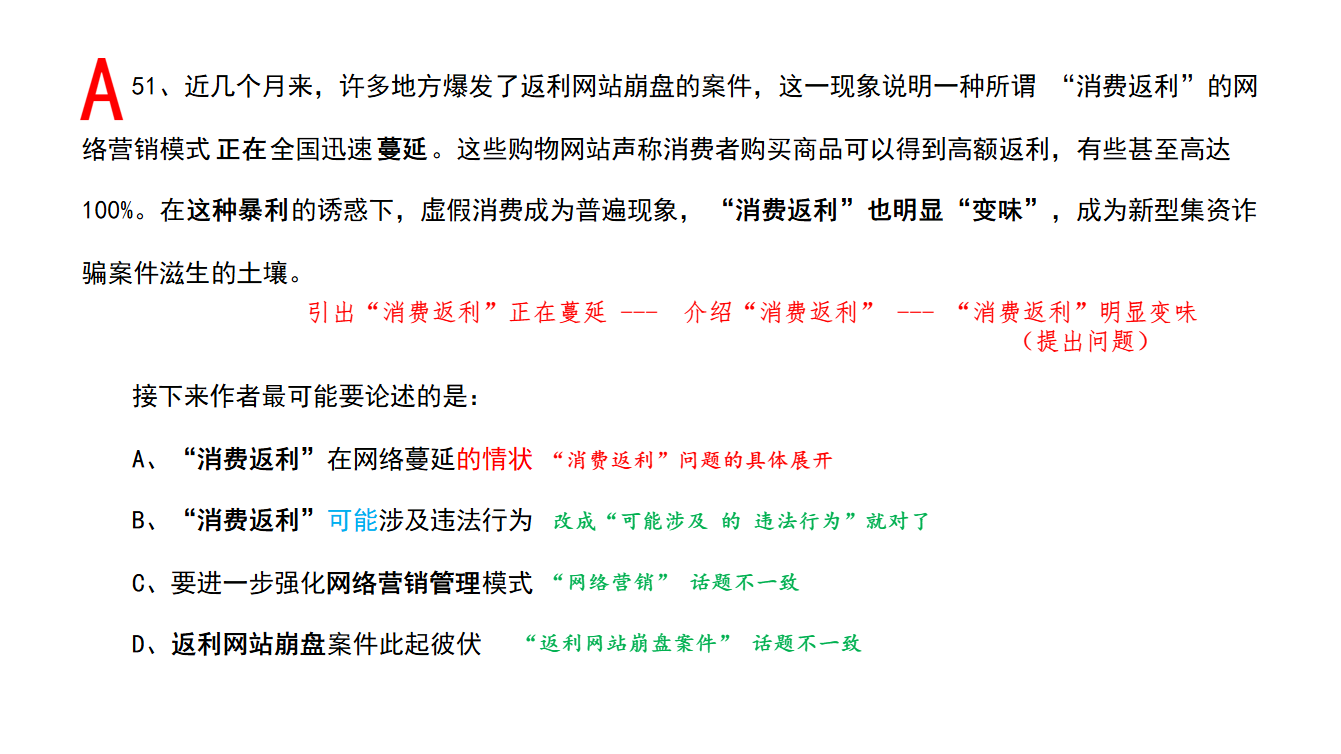 A
51、近几个月来，许多地方爆发了返利网站崩盘的案件，这一现象说明一种所谓 “消费返利”的网
络营销模式正在全国迅速蔓延。这些购物网站声称消费者购买商品可以得到高额返利，有些甚至高达
100%。在这种暴利的诱惑下，虚假消费成为普遍现象，“消费返利”也明显“变味”，成为新型集资诈
骗案件滋生的土壤。
引出“消费返利”正在蔓延 --- 介绍“消费返利” --- “消费返利”明显变味
（提出问题）
接下来作者最可能要论述的是：
A、“消费返利”在网络蔓延的情状 “消费返利”问题的具体展开
B、“消费返利”可能涉及违法行为 改成“可能涉及 的 违法行为”就对了
C、要进一步强化网络营销管理模式 “网络营销” 话题不一致
D、返利网站崩盘案件此起彼伏 “返利网站崩盘案件” 话题不一致